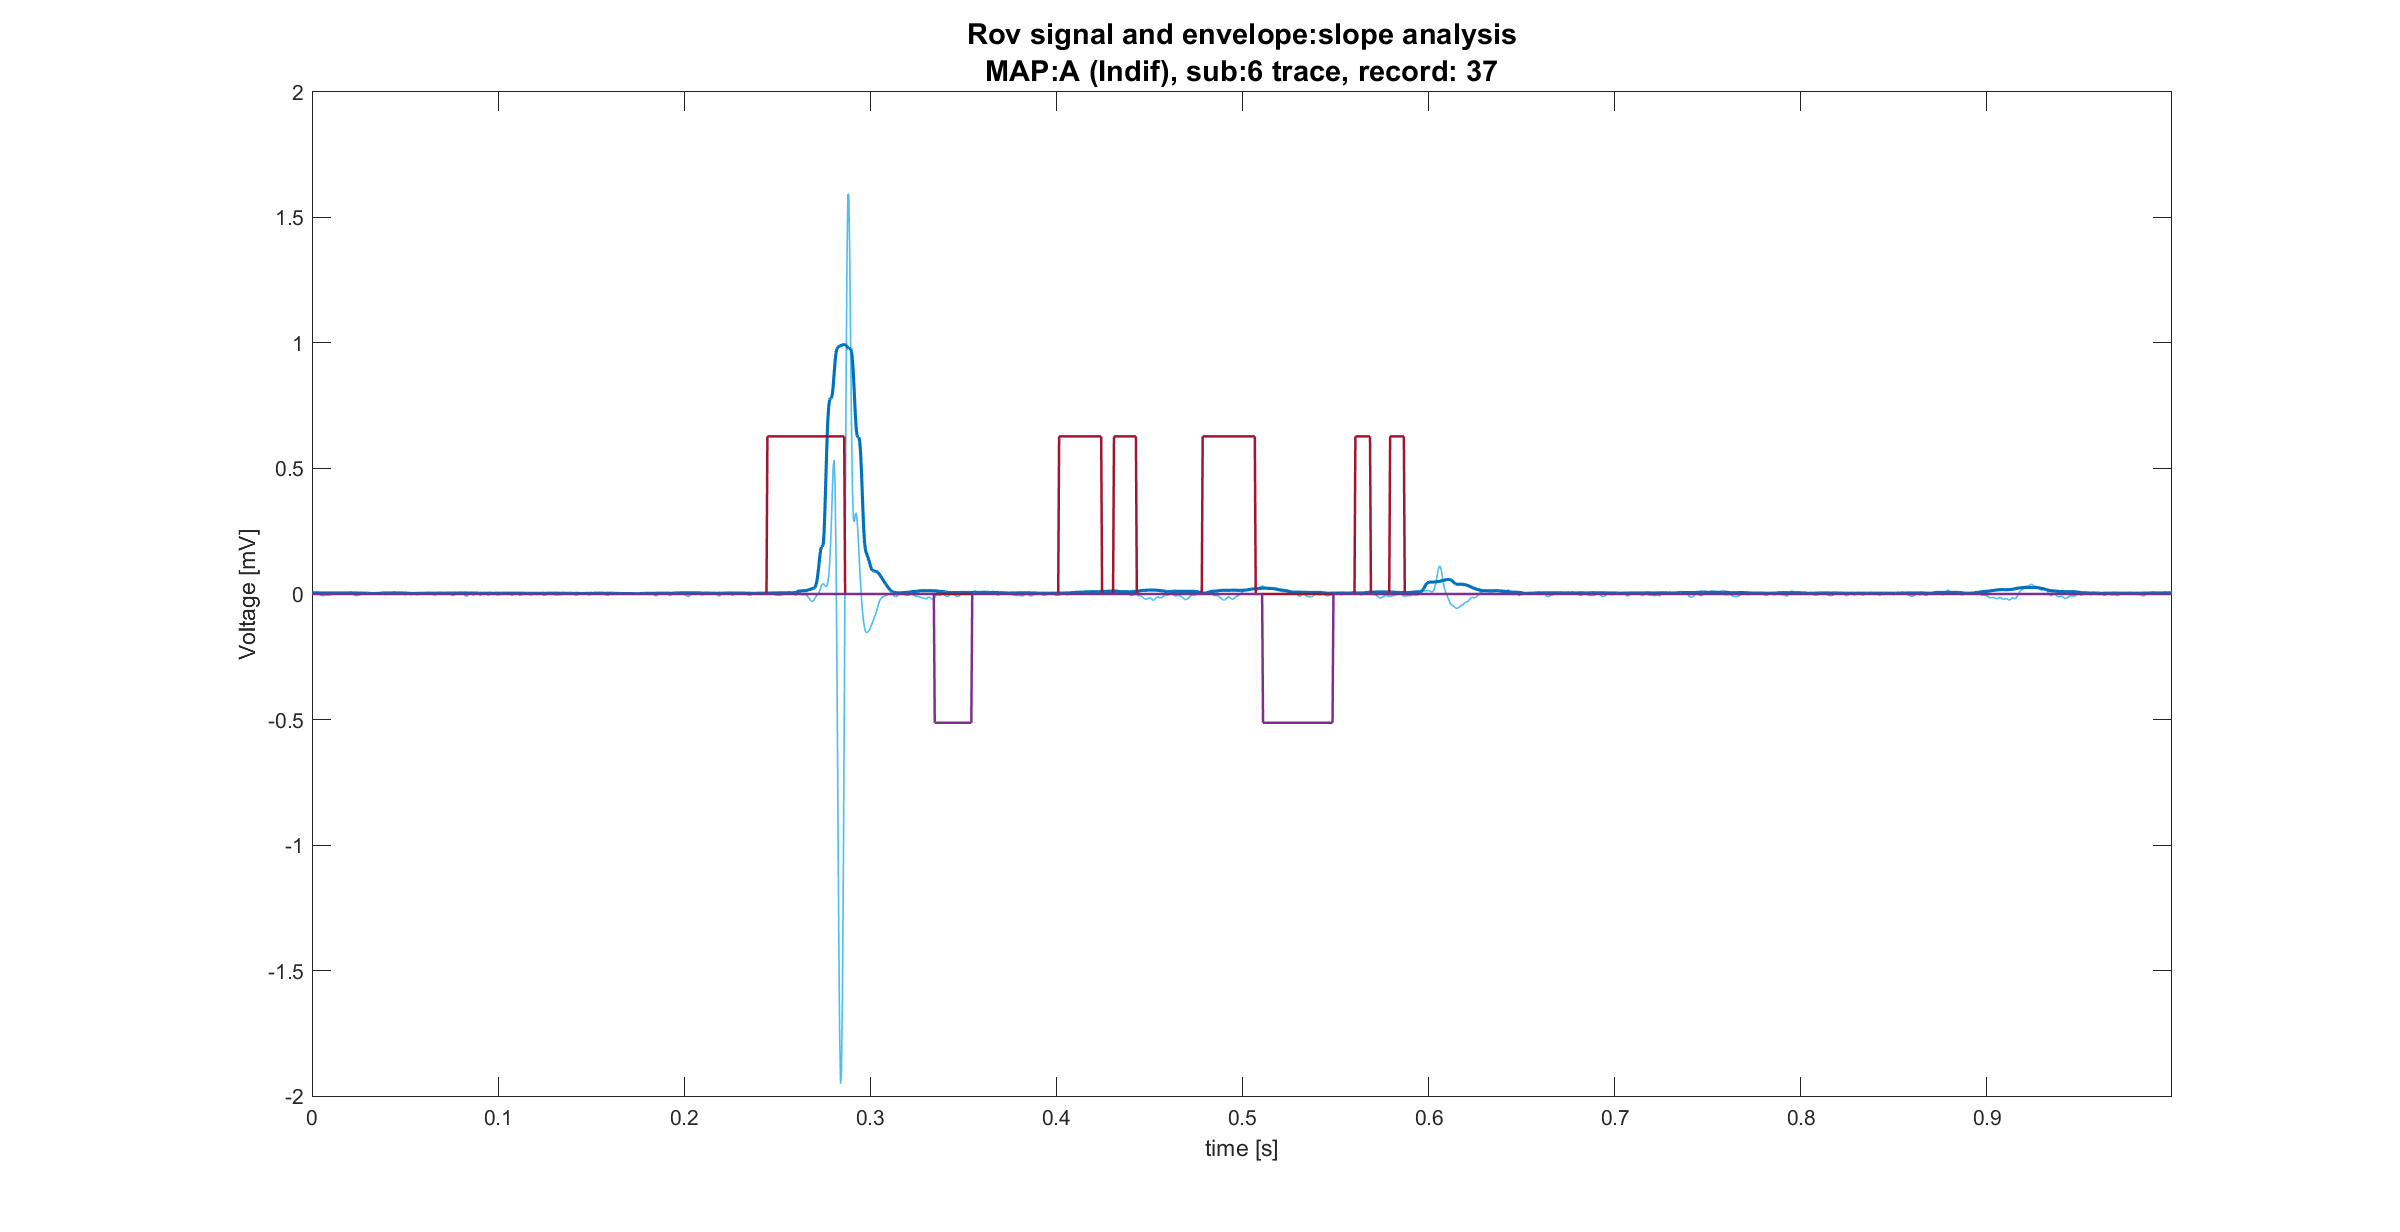 Rov signal and envelope:slope analysis
MAP:A (Indif), sub:6 trace, record: 37
2
1.5
1
0.5
0
-0.5
-1
-1.5
-2
Voltage [mV]
0 0.1 0.2 0.3 0.4 0.5 0.6 0.7 0.8 0.9
time [s]